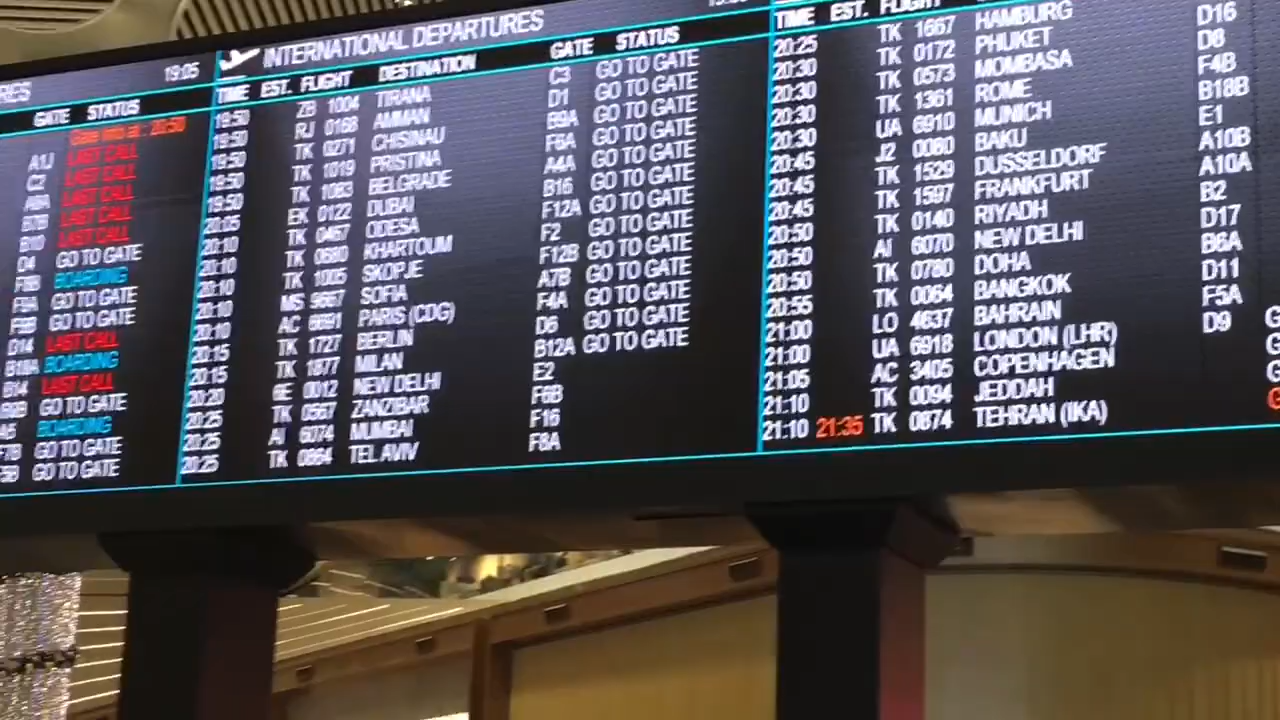 RES
19:05
GATE STATUS
Gate info at : 20:50
LAST CALL
C2 LAST CALL
LAST CALL
B7B LAST CALL
B10 LAST CALL
D4 GO TO GATE
BOARDING
F9A GO TO GATE
GO TO GATE
D14 LAST CALL
B18A BOARDING
B14 LAST CALL
GO TO GATE
BOARDING
F7B GO TO GATE
GO TO GATE
INTERNATIONAL DEPARTURES
TIME EST. FLIGHT DESTINATION GATE STATUS
19:50 ZB 1004 TIRANA C3 GO TO GATE
19:50 RJ 0168 AMMAN D1 GO TO GATE
19:50 TK 0271 CHISINAU B9A GO TO GATE
19:50 TK 1019 PRISTINA F6A GO TO GATE
19:50 TK 1083 BELGRADE A4A GO TO GATE
20:05 EK 0122 DUBAI B16 GO TO GATE
20:10 TK 0467 ODESA F12A GO TO GATE
20:10 TK 0680 KHARTOUM F2 GO TO GATE
20:10 TK 1005 SKOPJE F12B GO TO GATE
20:10 MS 9667 SOFIA A7B GO TO GATE
20:10 AC 6691 PARIS (CDG) F4A GO TO GATE
20:15 TK 1727 BERLIN D6 GO TO GATE
20:15 TK 1877 MILAN B12A GO TO GATE
20:20 6E 0012 NEW DELHI E2
20:25 TK 0567 ZANZIBAR F6B
20:25 AI 6074 MUMBAI F16
20:25 TK 0864 TEL AVIV F8A
TIME EST. FLIGHT
20:25 TK 1667 HAMBURG
20:30 TK 0172 PHUKET D16
20:30 TK 0573 MOMBASA D8
20:30 TK 1361 ROME F4B
20:30 UA 6910 MUNICH B18B
20:45 J2 0060 BAKU E1
20:45 TK 1529 DUSSELDORF A10B
20:45 TK 1597 FRANKFURT A10A
20:50 TK 0140 RIYADH B2
20:50 AI 6070 NEW DELHI D17
20:50 TK 0780 DOHA B6A
20:55 TK 0064 BANGKOK D11
21:00 LO 4637 BAHRAIN F5A
21:00 UA 6918 LONDON (LHR) D9
21:05 AC 3405 COPENHAGEN
21:10 TK 0094 JEDDAH
21:10 21:35 TK 0874 TEHRAN (IKA)